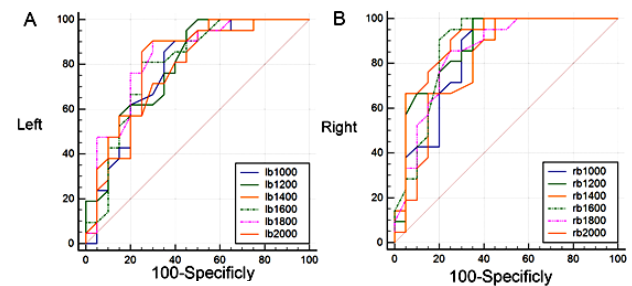 A
100
80
60
Left
40
20
0
lb1000
lb1200
lb1400
lb1600
lb1800
lb2000
0 20 40 60 80 100
100-Specificly
B
100
80
60
Right
40
20
0
rb1000
rb1200
rb1400
rb1600
rb1800
rb2000
0 20 40 60 80 100
100-Specificly